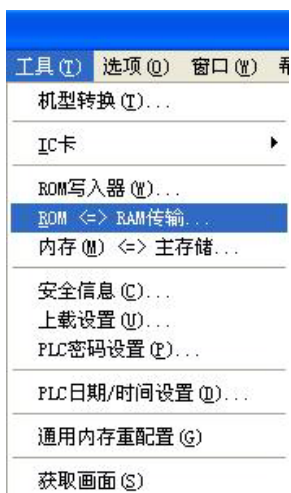 工具(T) 选项(O) 窗口(W)
机型转换(T)...
IC卡
ROM写入器(W)...
ROM <=> RAM传输...
内存(M) <=> 主存储...
安全信息(C)...
上载设置(U)...
PLC密码设置(P)...
PLC日期/时间设置(D)...
通用内存重配置(G)
获取画面(S)